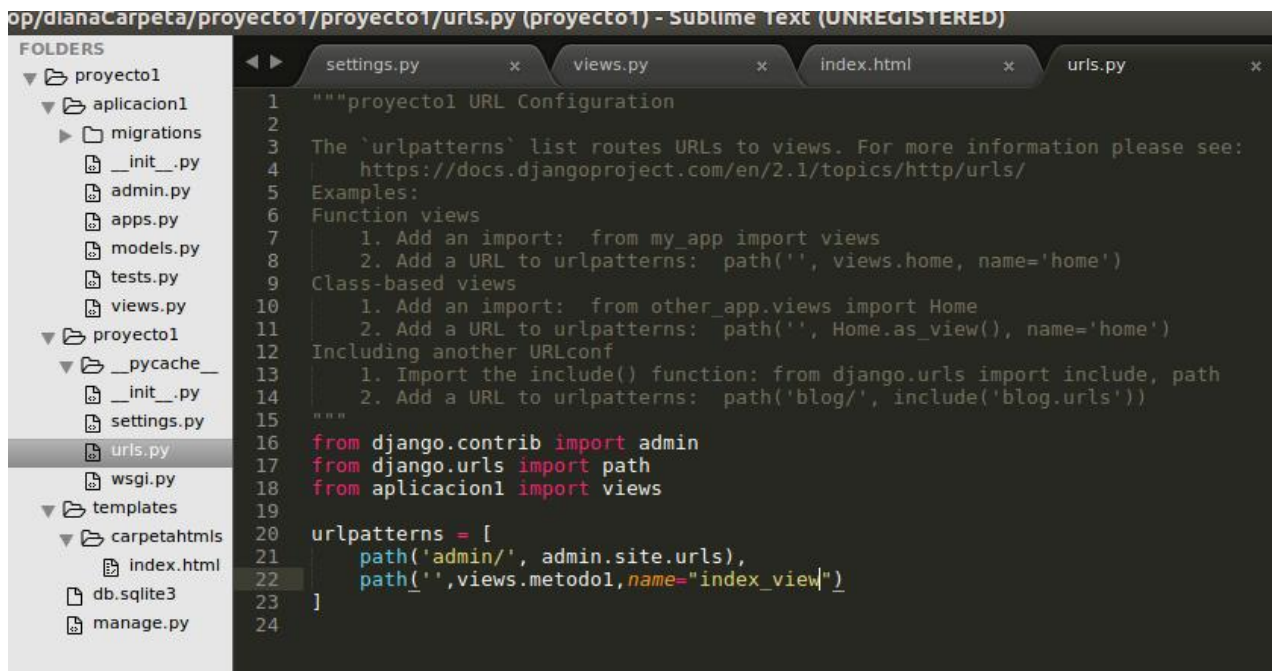 op/dianaCarpeta/proyecto1/proyecto1/urls.py (proyecto1) - Sublime Text (UNREGISTERED)
FOLDERS
proyecto1
aplicacion1
migrations
__init__.py
admin.py
apps.py
models.py
tests.py
views.py
proyecto1
__pycache__
__init__.py
settings.py
urls.py
wsgi.py
templates
carpetahtmls
index.html
db.sqlite3
manage.py
settings.py × views.py × index.html × urls.py ×
1 """proyecto1 URL Configuration
2
3 The `urlpatterns` list routes URLs to views. For more information please see:
4     https://docs.djangoproject.com/en/2.1/topics/http/urls/
5 Examples:
6 Function views
7     1. Add an import:  from my_app import views
8     2. Add a URL to urlpatterns:  path('', views.home, name='home')
9 Class-based views
10     1. Add an import:  from other_app.views import Home
11     2. Add a URL to urlpatterns:  path('', Home.as_view(), name='home')
12 Including another URLconf
13     1. Import the include() function: from django.urls import include, path
14     2. Add a URL to urlpatterns:  path('blog/', include('blog.urls'))
15 """
16 from django.contrib import admin
17 from django.urls import path
18 from aplicacion1 import views
19
20 urlpatterns = [
21     path('admin/', admin.site.urls),
22     path('',views.metodo1,name="index_view")
23 ]
24